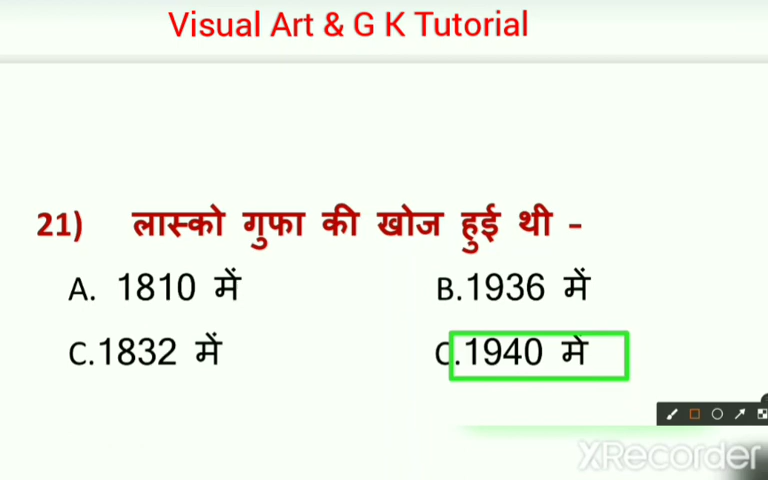 Visual Art & G K Tutorial
21) लास्को गुफा की खोज हुई थी -
A. 1810 में B.1936 में
C.1832 में C.1940 मे
XRecorder